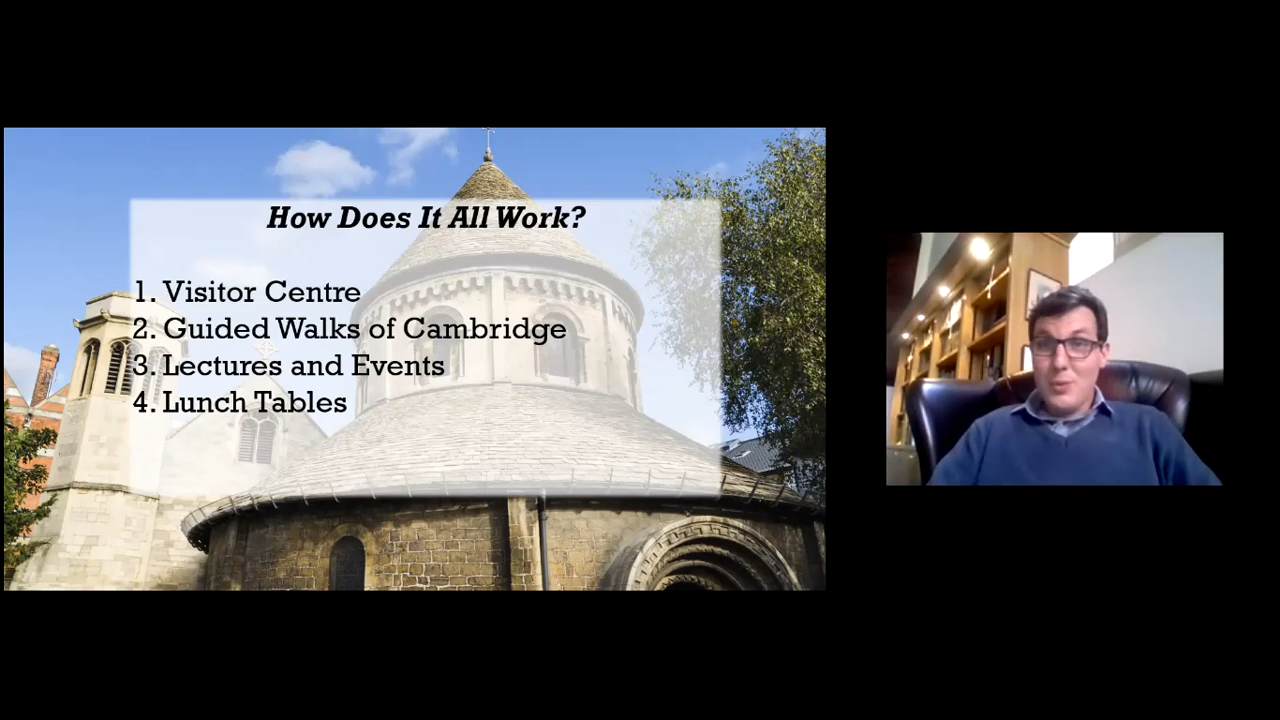 How Does It All Work?
1. Visitor Centre
2. Guided Walks of Cambridge
3. Lectures and Events
4. Lunch Tables